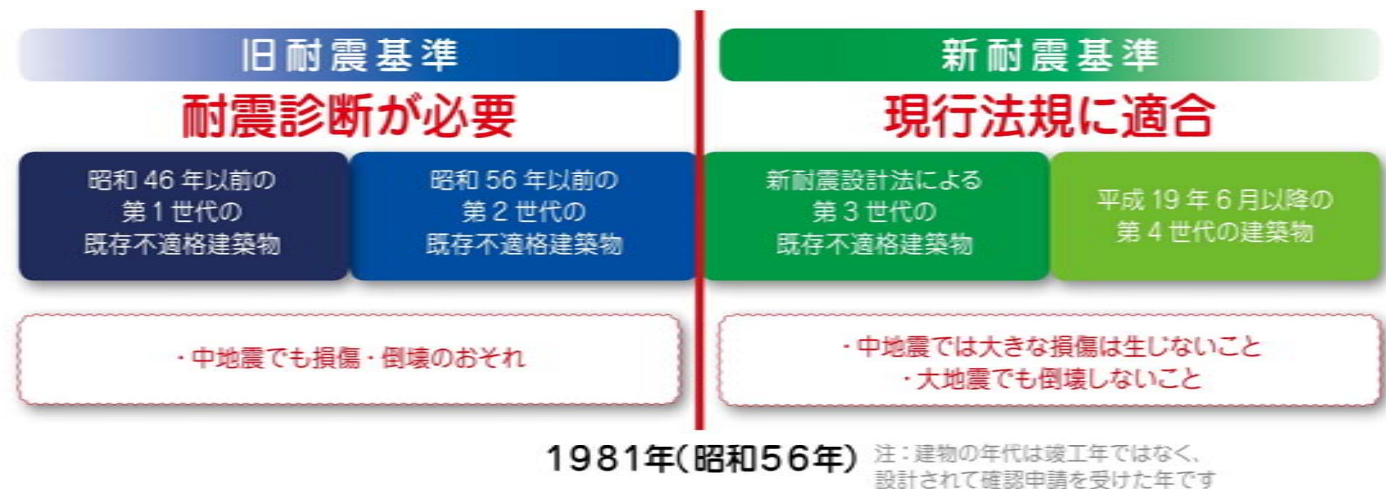 旧耐震基準
耐震診断が必要
昭和 46 年以前の
第 1 世代の
既存不適格建築物
昭和 56 年以前の
第 2 世代の
既存不適格建築物
・中地震でも損傷・倒壊のおそれ
新耐震基準
現行法規に適合
新耐震設計法による
第 3 世代の
既存不適格建築物
平成 19 年 6 月以降の
第 4 世代の建築物
・中地震では大きな損傷は生じないこと
・大地震でも倒壊しないこと
1981年(昭和56年)
注：建物の年代は竣工年ではなく、
設計されて確認申請を受けた年です